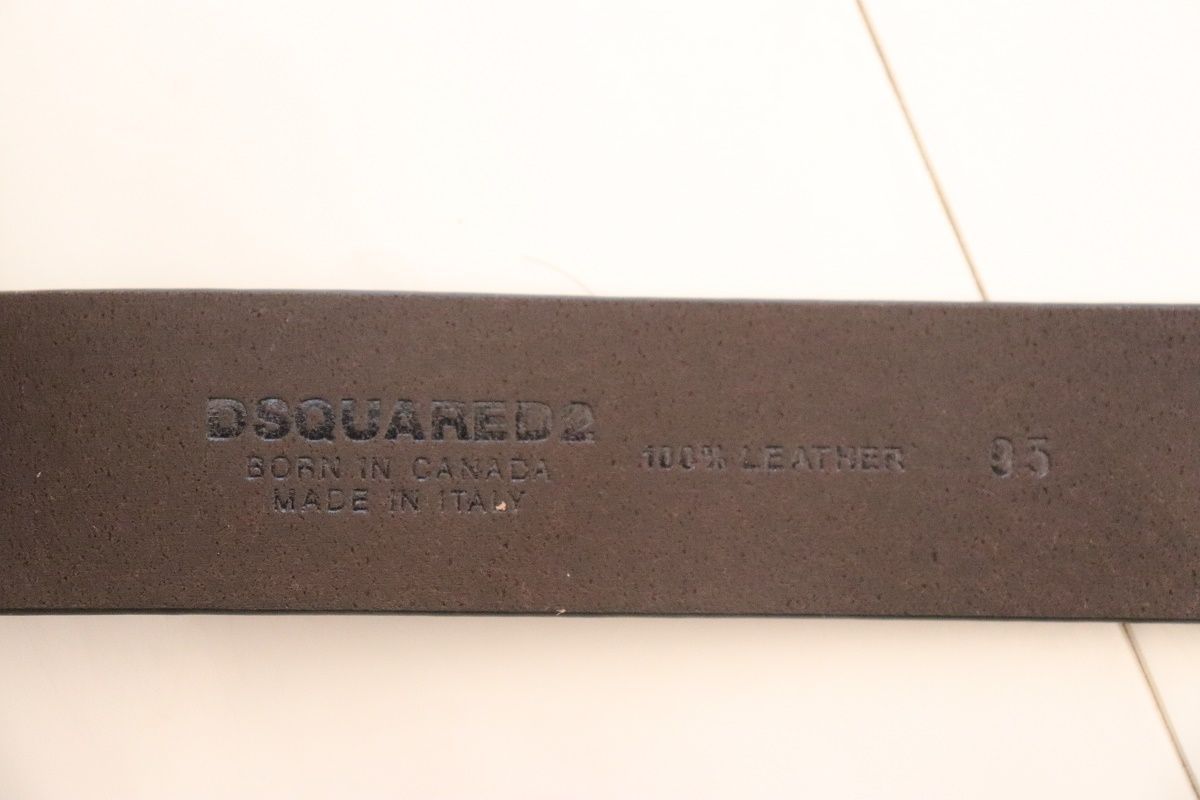 DSQUARED2
BORN IN CANADA
MADE IN ITALY
100% LEATHER
95